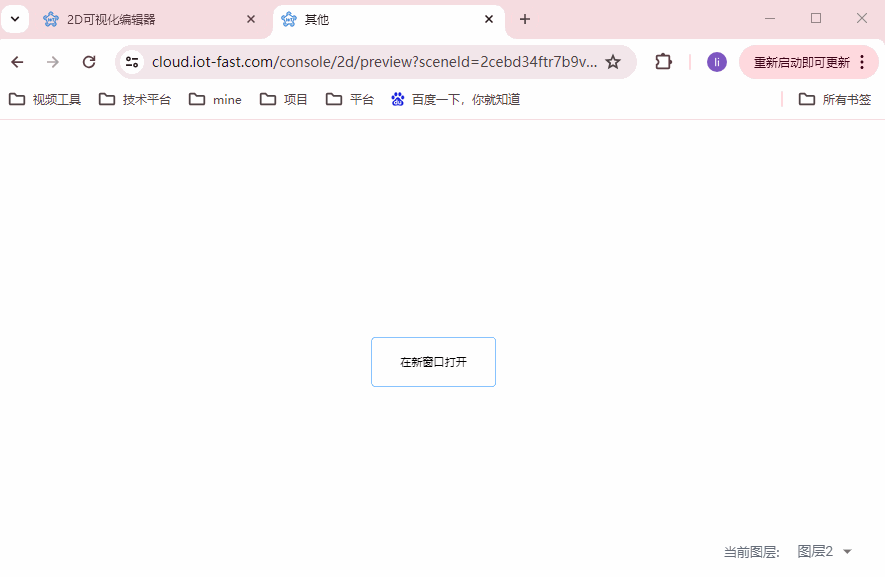 2D可视化编辑器
其他
cloud.iot-fast.com/console/2d/preview?sceneId=2cebd34ftr7b9v...
li
重新启动即可更新
视频工具
技术平台
mine
项目
平台
百度一下，你就知道
所有书签
在新窗口打开
当前图层:
图层2